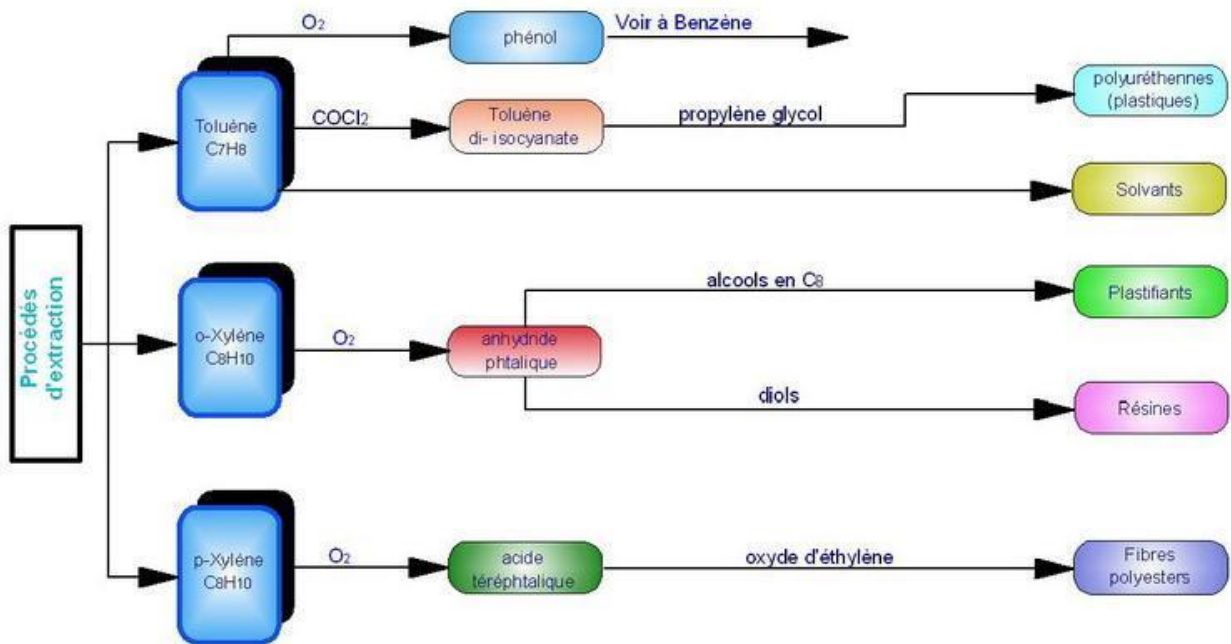 O₂
phénol
Voir à Benzène
Toluène
C7H8
COCl₂
Toluène
di- isocyanate
propylène glycol
polyuréthennes
(plastiques)
Solvants
Procédés
d'extraction
o-Xylène
C8H10
O₂
anhydride
phtalique
alcools en C₈
Plastifiants
diols
Résines
p-Xylène
C8H10
O₂
acide
téréphtalique
oxyde d'éthylène
Fibres
polyesters